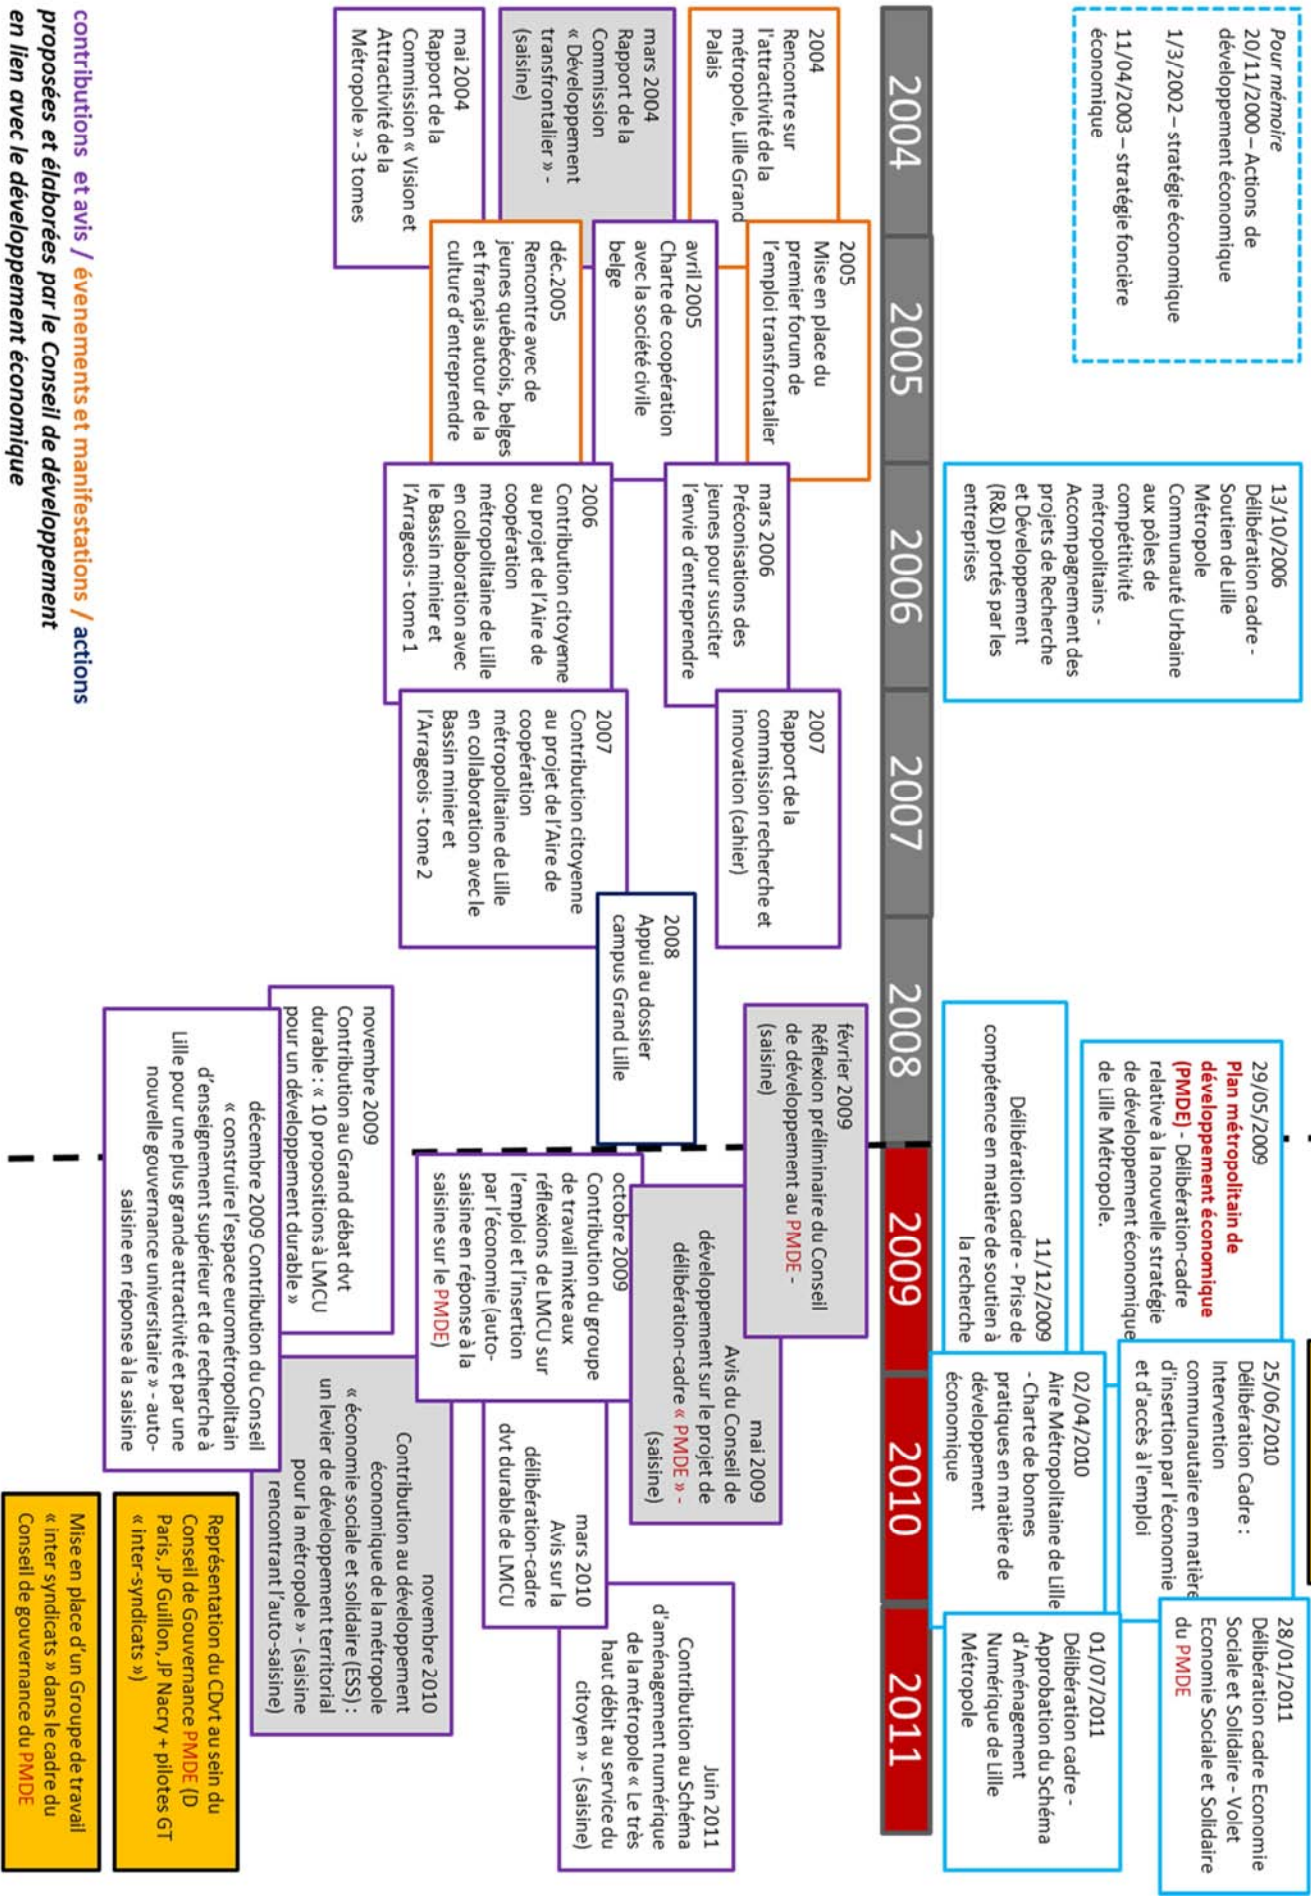 Pour mémoire
20/11/2000 – Actions de
développement économique
1/3/2002 – stratégie économique
11/04/2003 – stratégie foncière
économique
13/10/2006
Délibération cadre -
Soutien de Lille
Métropole
Communauté Urbaine
aux pôles de
compétitivité
métropolitains -
Accompagnement des
projets de Recherche
et Développement
(R&D) portés par les
entreprises
29/05/2009
Plan métropolitain de
développement économique
(PMDE) - Délibération-cadre
relative à la nouvelle stratégie
de développement économique
de Lille Métropole.
11/12/2009
Délibération cadre - Prise de
compétence en matière de soutien à
la recherche
25/06/2010
Délibération Cadre :
Intervention
communautaire en matière
d'insertion par l'économie
et d'accès à l'emploi
02/04/2010
Aire Métropolitaine de Lille
- Charte de bonnes
pratiques en matière de
développement
économique
28/01/2011
Délibération cadre Economie
Sociale et Solidaire - Volet
Economie Sociale et Solidaire
du PMDE
01/07/2011
Délibération cadre -
Approbation du Schéma
d'Aménagement
Numérique de Lille
Métropole
2004
2005
2006
2007
2008
2009
2010
2011
2004
Rencontre sur
l'attractivité de la
métropole, Lille Grand
Palais
mars 2004
Rapport de la
Commission
« Développement
transfrontalier » -
(saisine)
mai 2004
Rapport de la
Commission « Vision et
Attractivité de la
Métropole » - 3 tomes
2005
Mise en place du
premier forum de
l'emploi transfrontalier
avril 2005
Charte de coopération
avec la société civile
belge
déc.2005
Rencontre avec de
jeunes québécois, belges
et français autour de la
culture d'entreprendre
mars 2006
Préconisations des
jeunes pour susciter
l'envie d'entreprendre
2006
Contribution citoyenne
au projet de l'Aire de
coopération
métropolitaine de Lille
en collaboration avec
le Bassin minier et
l'Arrageois - tome 1
2007
Rapport de la
commission recherche et
innovation (cahier)
2007
Contribution citoyenne
au projet de l'Aire de
coopération
métropolitaine de Lille
en collaboration avec le
Bassin minier et
l'Arrageois - tome 2
2008
Appui au dossier
campus Grand Lille
février 2009
Réflexion préliminaire du Conseil
de développement au PMDE -
(saisine)
mai 2009
Avis du Conseil de
développement sur le projet de
délibération-cadre « PMDE » -
(saisine)
octobre 2009
Contribution du groupe
de travail mixte aux
réflexions de LMCU sur
l'emploi et l'insertion
par l'économie (auto-
saisine en réponse à la
saisine sur le PMDE)
novembre 2009
Contribution au Grand débat dvt
durable : « 10 propositions à LMCU
pour un développement durable »
décembre 2009 Contribution du Conseil
« construire l'espace eurométropolitain
d'enseignement supérieur et de recherche à
Lille pour une plus grande attractivité et par une
nouvelle gouvernance universitaire » - auto-
saisine en réponse à la saisine
mars 2010
Avis sur la
délibération-cadre
dvt durable de LMCU
novembre 2010
Contribution au développement
économique de la métropole
« économie sociale et solidaire (ESS) :
un levier de développement territorial
pour la métropole » - (saisine
rencontrant l'auto-saisine)
Juin 2011
Contribution au Schéma
d'aménagement numérique
de la métropole « Le très
haut débit au service du
citoyen » - (saisine)
Représentation du CDvt au sein du
Conseil de Gouvernance PMDE (D
Paris, JP Guillon, JP Nacry + pilotes GT
« inter-syndicats »)
Mise en place d'un Groupe de travail
« inter syndicats » dans le cadre du
Conseil de gouvernance du PMDE
contributions et avis / évenements et manifestations / actions
proposées et élaborées par le Conseil de développement
en lien avec le développement économique